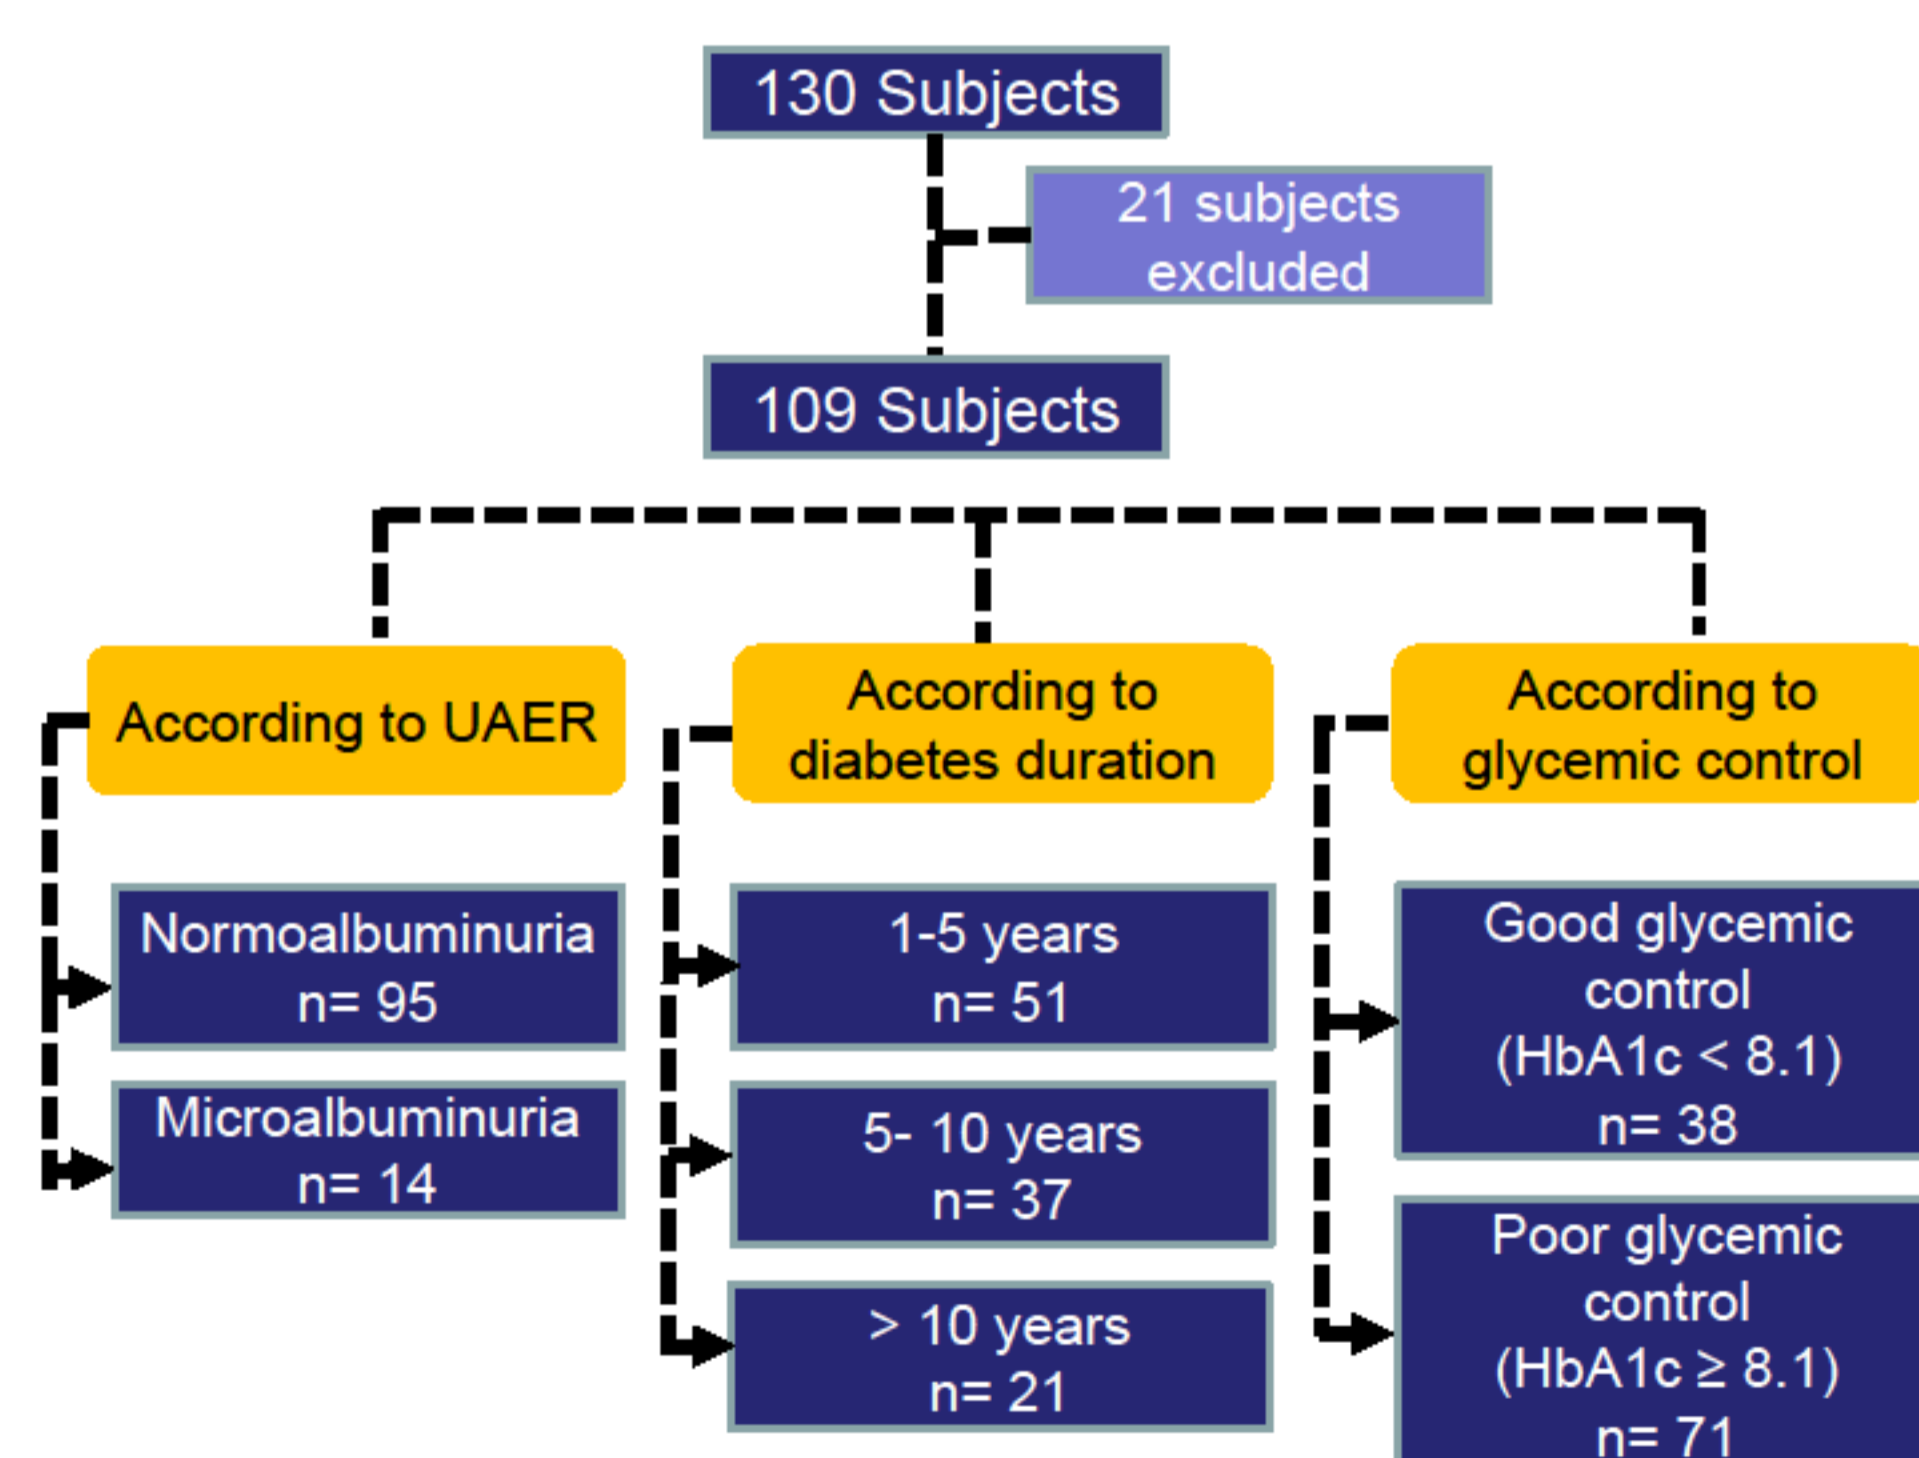 130 Subjects
21 subjects
excluded
109 Subjects
According to UAER
Normoalbuminuria
n= 95
Microalbuminuria
n= 14
According to
diabetes duration
1-5 years
n= 51
5- 10 years
n= 37
> 10 years
n= 21
According to
glycemic control
Good glycemic
control
(HbA1c < 8.1)
n= 38
Poor glycemic
control
(HbA1c ≥ 8.1)
n= 71